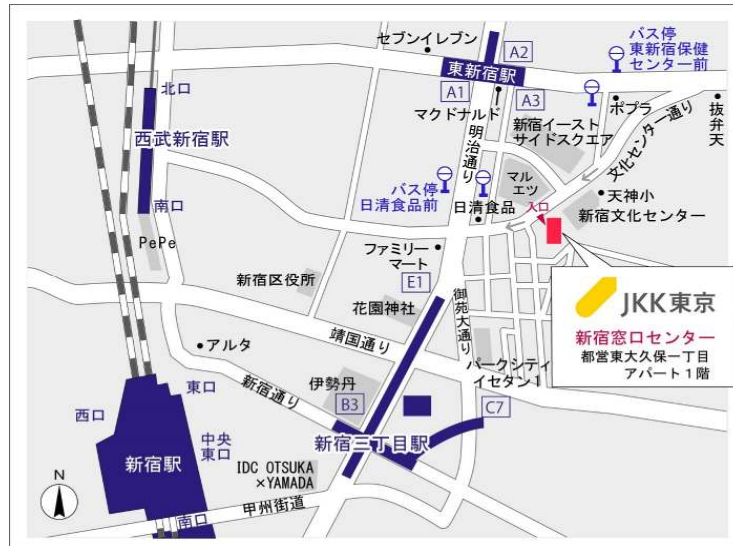 セブンイレブン
A2
バス停
東新宿保健
センター前
東新宿駅
A1
A3
マクドナルド
ポプラ
抜弁天
北口
西武新宿駅
明治通り
新宿イースト
サイドスクエア
文化センター通り
バス停
日清食品前
マル
エツ
天神小
入口
日清食品
新宿文化センター
南口
PePe
ファミリー
マート
E1
新宿区役所
花園神社
御苑大通り
JKK東京
新宿窓口センター
都営東大久保一丁目
アパート1階
靖国通り
アルタ
パークシティ
イセタン1
伊勢丹
新宿通り
B3
C7
東口
西口
中央
東口
新宿三丁目駅
新宿駅
IDC OTSUKA
×YAMADA
N
甲州街道
南口